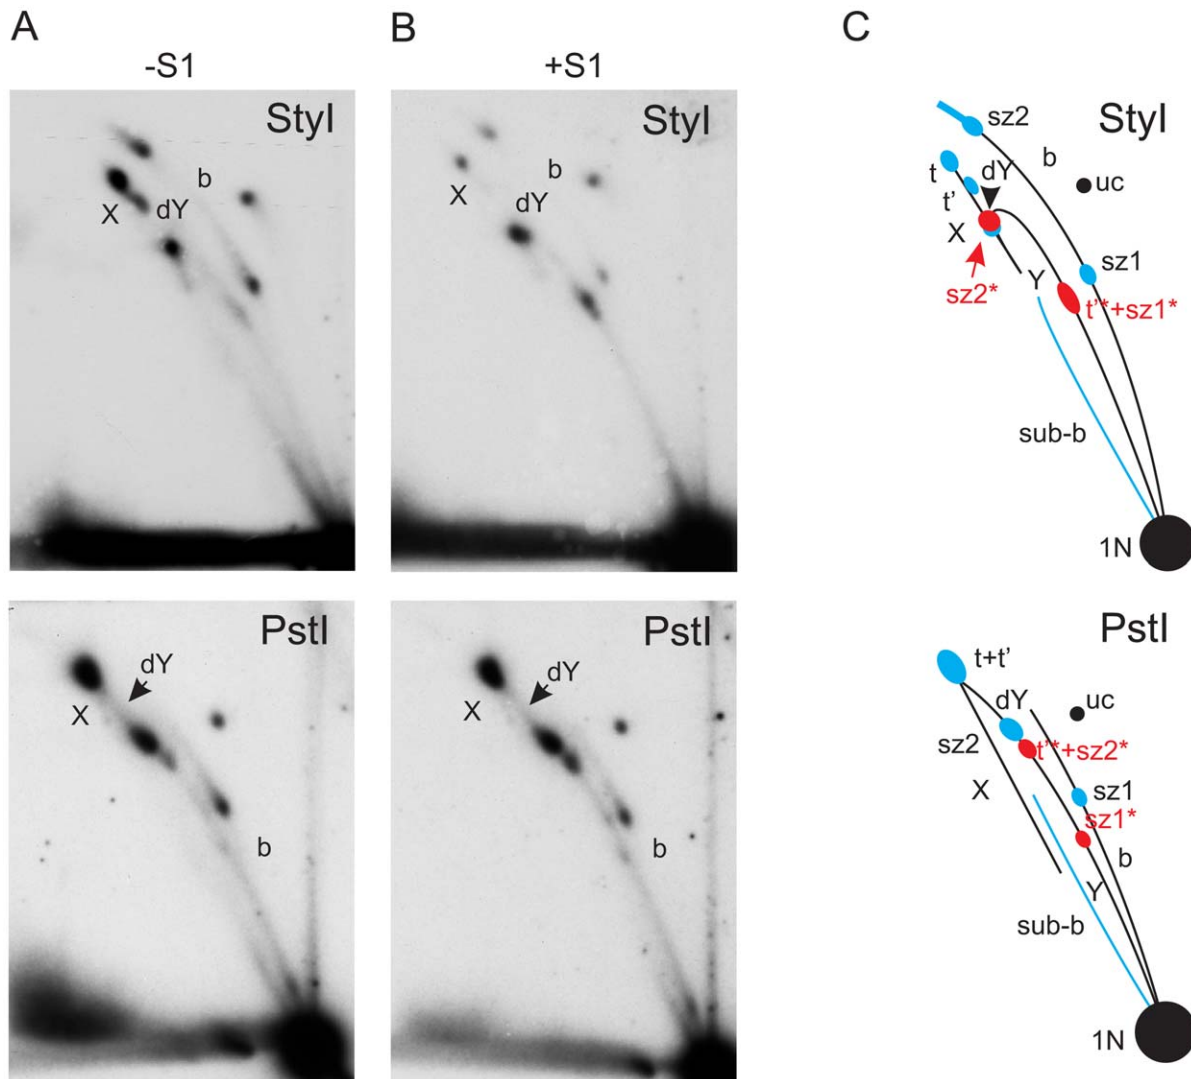 A
-S1
StyI
b
X
dY
B
+S1
StyI
b
X
dY
C
StyI
sz2
b
t
dY
uc
t'
X
sz1
Y
sz2*
t'*+sz1*
sub-b
1N
PstI
dY
X
b
PstI
dY
X
b
PstI
t+t'
dY
uc
sz2
t'*+sz2*
X
sz1
sz1*
b
Y
sub-b
1N